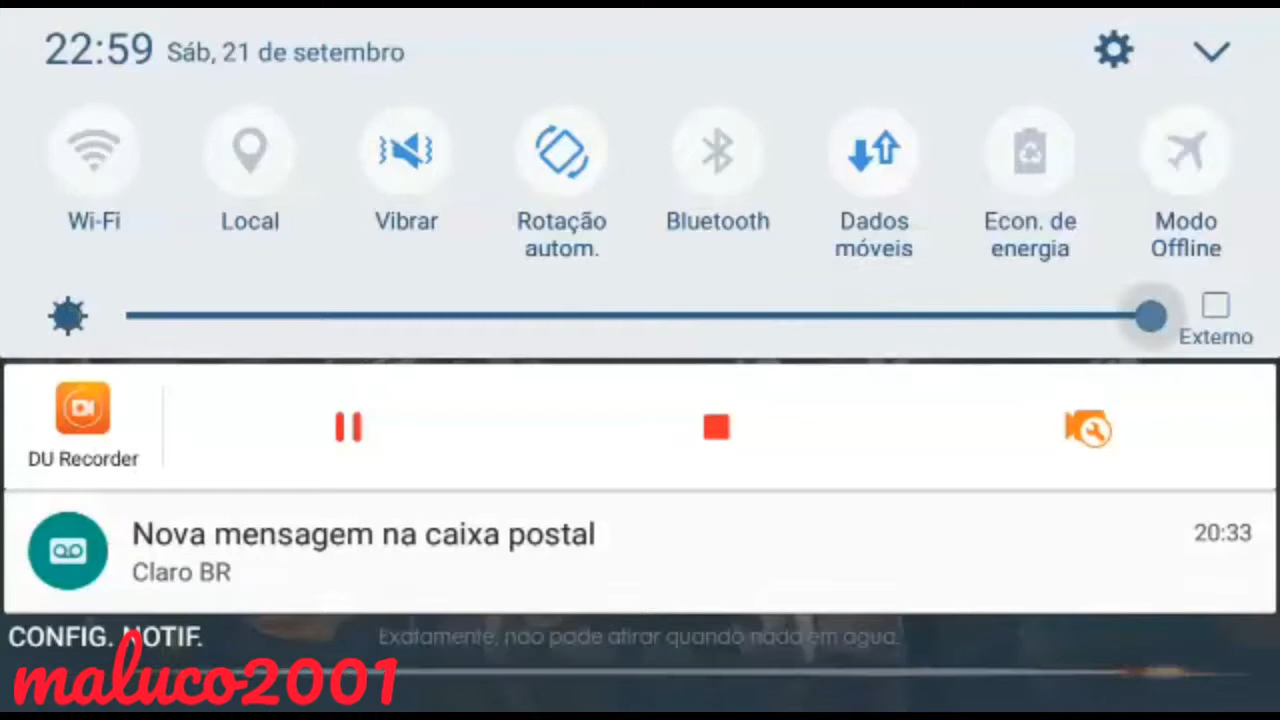 22:59 Sáb, 21 de setembro
Wi-Fi
Local
Vibrar
Rotação
autom.
Bluetooth
Dados
móveis
Econ. de
energia
Modo
Offline
Externo
DU Recorder
Nova mensagem na caixa postal
20:33
Claro BR
CONFIG. NOTIF.
Exatamente, não pode atirar quando nada em água.
maluco2001